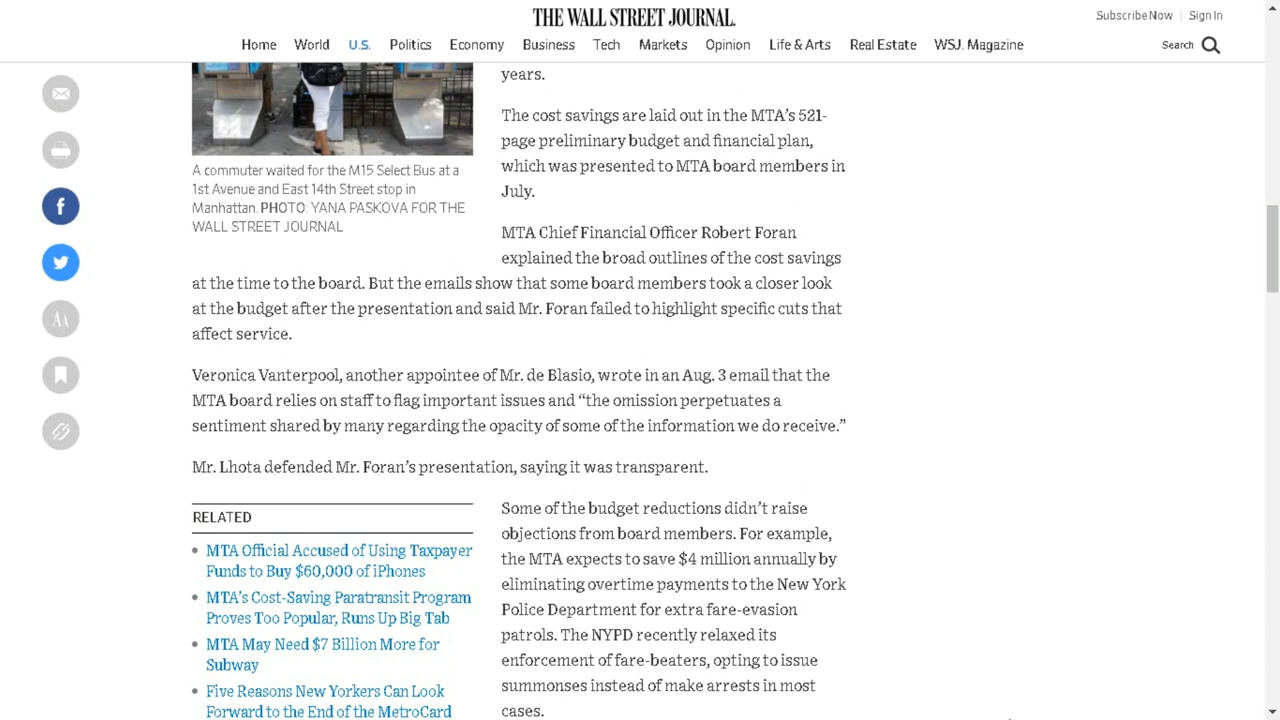 THE WALL STREET JOURNAL.
Subscribe Now | Sign In
Home World U.S. Politics Economy Business Tech Markets Opinion Life & Arts Real Estate WSJ. Magazine
Search
years.
The cost savings are laid out in the MTA's 521-
page preliminary budget and financial plan,
which was presented to MTA board members in
July.
A commuter waited for the M15 Select Bus at a
1st Avenue and East 14th Street stop in
Manhattan. PHOTO: YANA PASKOVA FOR THE
WALL STREET JOURNAL
MTA Chief Financial Officer Robert Foran
explained the broad outlines of the cost savings
at the time to the board. But the emails show that some board members took a closer look
at the budget after the presentation and said Mr. Foran failed to highlight specific cuts that
affect service.
Veronica Vanterpool, another appointee of Mr. de Blasio, wrote in an Aug. 3 email that the
MTA board relies on staff to flag important issues and “the omission perpetuates a
sentiment shared by many regarding the opacity of some of the information we do receive.”
Mr. Lhota defended Mr. Foran's presentation, saying it was transparent.
RELATED
MTA Official Accused of Using Taxpayer
Funds to Buy $60,000 of iPhones
MTA's Cost-Saving Paratransit Program
Proves Too Popular, Runs Up Big Tab
MTA May Need $7 Billion More for
Subway
Five Reasons New Yorkers Can Look
Forward to the End of the MetroCard
Some of the budget reductions didn't raise
objections from board members. For example,
the MTA expects to save $4 million annually by
eliminating overtime payments to the New York
Police Department for extra fare-evasion
patrols. The NYPD recently relaxed its
enforcement of fare-beaters, opting to issue
summonses instead of make arrests in most
cases.
f
AA